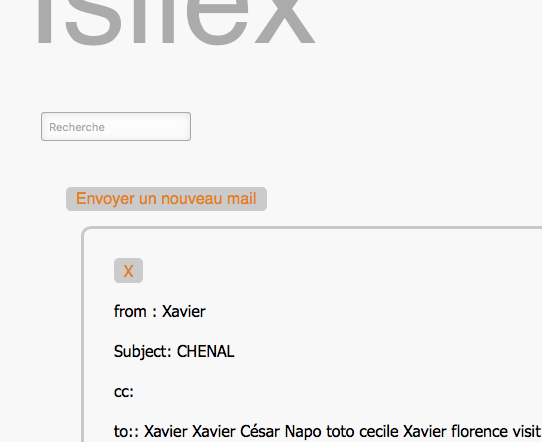 isilex
Recherche
Envoyer un nouveau mail
X
from : Xavier
Subject: CHENAL
cc:
to:: Xavier Xavier César Napo toto cecile Xavier florence visit